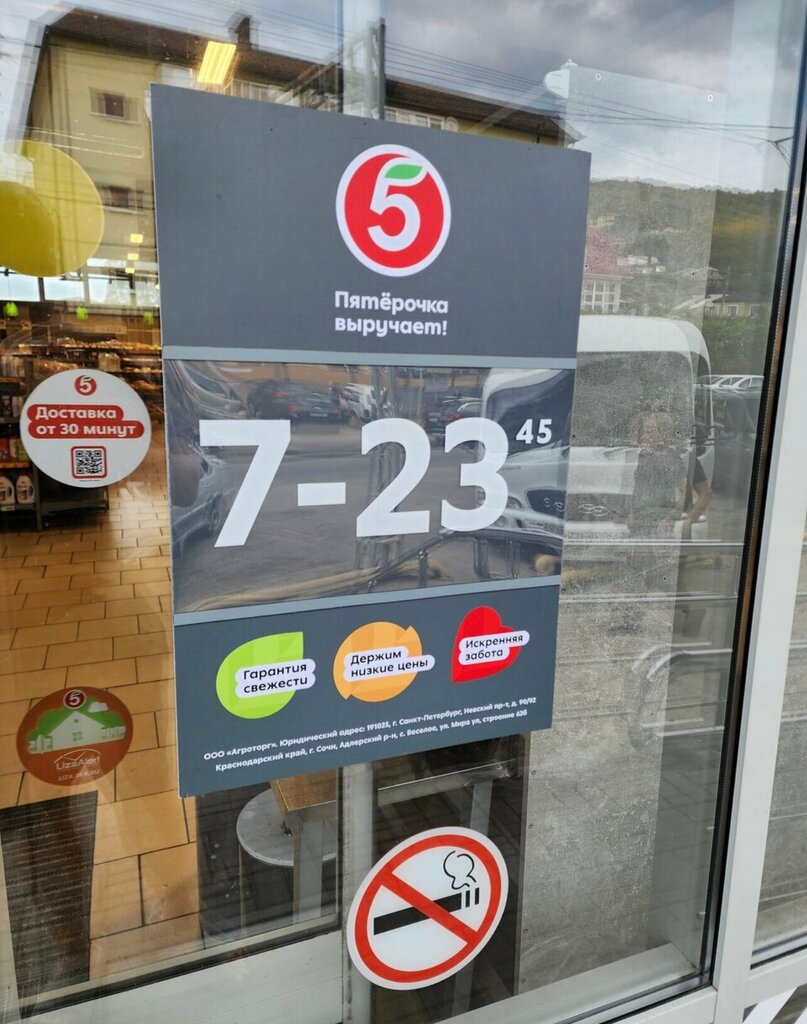 5
Пятёрочка
выручает!
7-23 45
5
Доставка
от 30 минут
Гарантия
свежести
Держим
низкие цены
Искренняя
забота
ООО «Агроторг». Юридический адрес: 191025, г. Санкт-Петербург, Невский пр-т, д. 90/92
Краснодарский край, г. Сочи, Адлерский р-н, с. Веселое, ул. Мира ул, строение 62б
5
LizaAlert